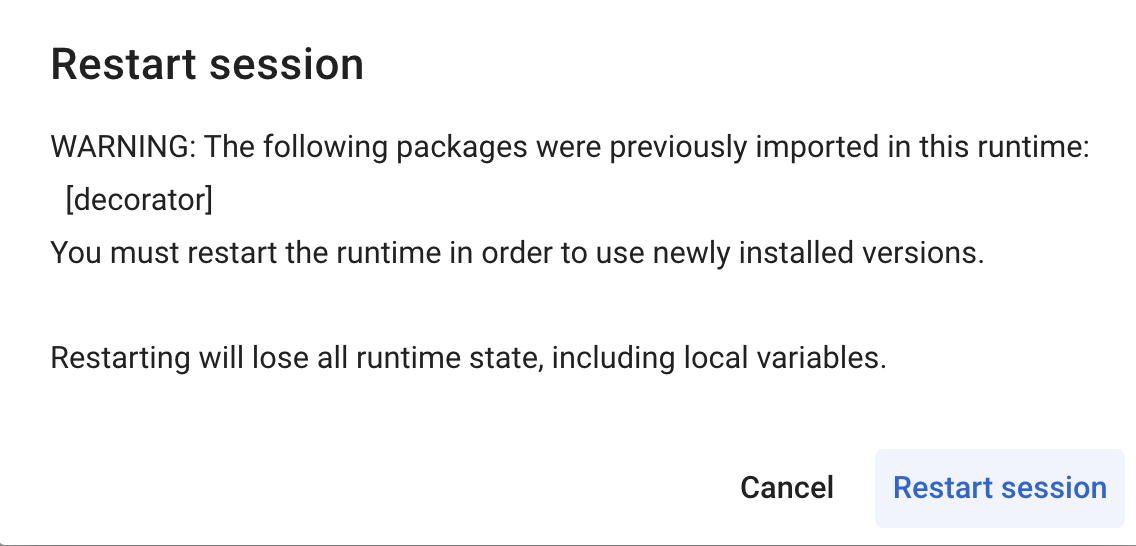 Restart session
WARNING: The following packages were previously imported in this runtime:
[decorator]
You must restart the runtime in order to use newly installed versions.
Restarting will lose all runtime state, including local variables.
Cancel
Restart session